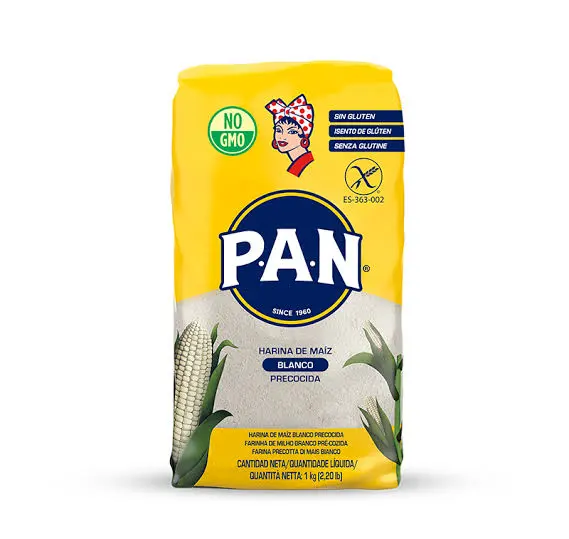 NO
GMO
SIN GLUTEN
ISENTO DE GLÚTEN
SENZA GLUTINE
ES-363-002
P.A.N®
SINCE 1960
HARINA DE MAÍZ
BLANCO
PRECOCIDA
HARINA DE MAÍZ BLANCO PRECOCIDA
FARINHA DE MILHO BRANCO PRÉ-COZIDA
FARINA PRECOTTA DI MAIS BIANCO
CANTIDAD NETA/QUANTIDADE LÍQUIDA/
QUANTITÀ NETTA: 1 kg (2,20 lb)